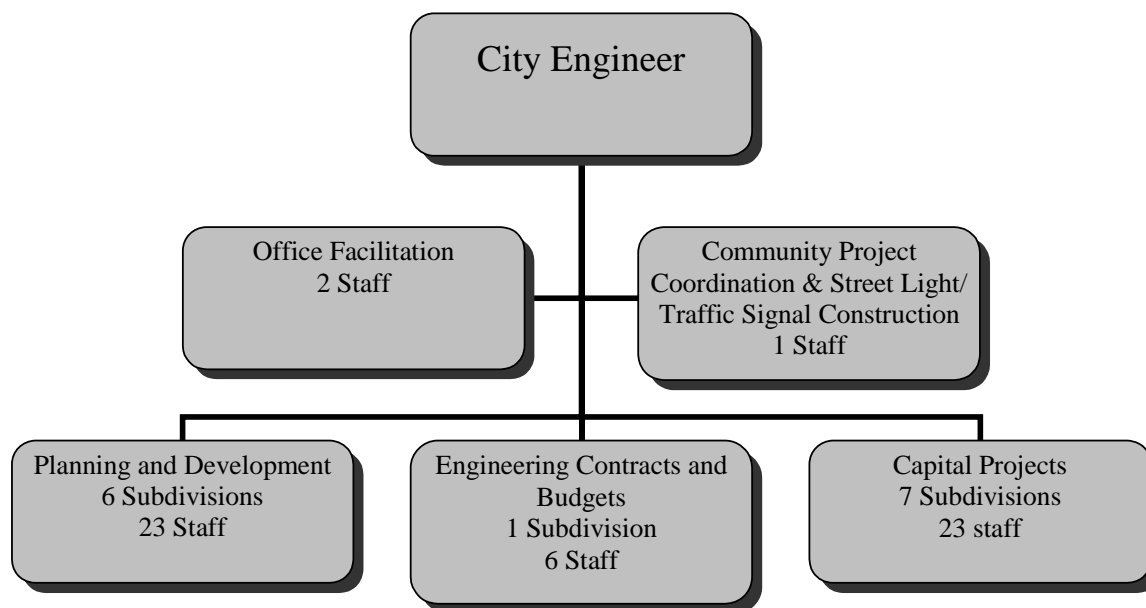 City Engineer
Office Facilitation
2 Staff
Community Project
Coordination & Street Light/
Traffic Signal Construction
1 Staff
Planning and Development
6 Subdivisions
23 Staff
Engineering Contracts and
Budgets
1 Subdivision
6 Staff
Capital Projects
7 Subdivisions
23 staff